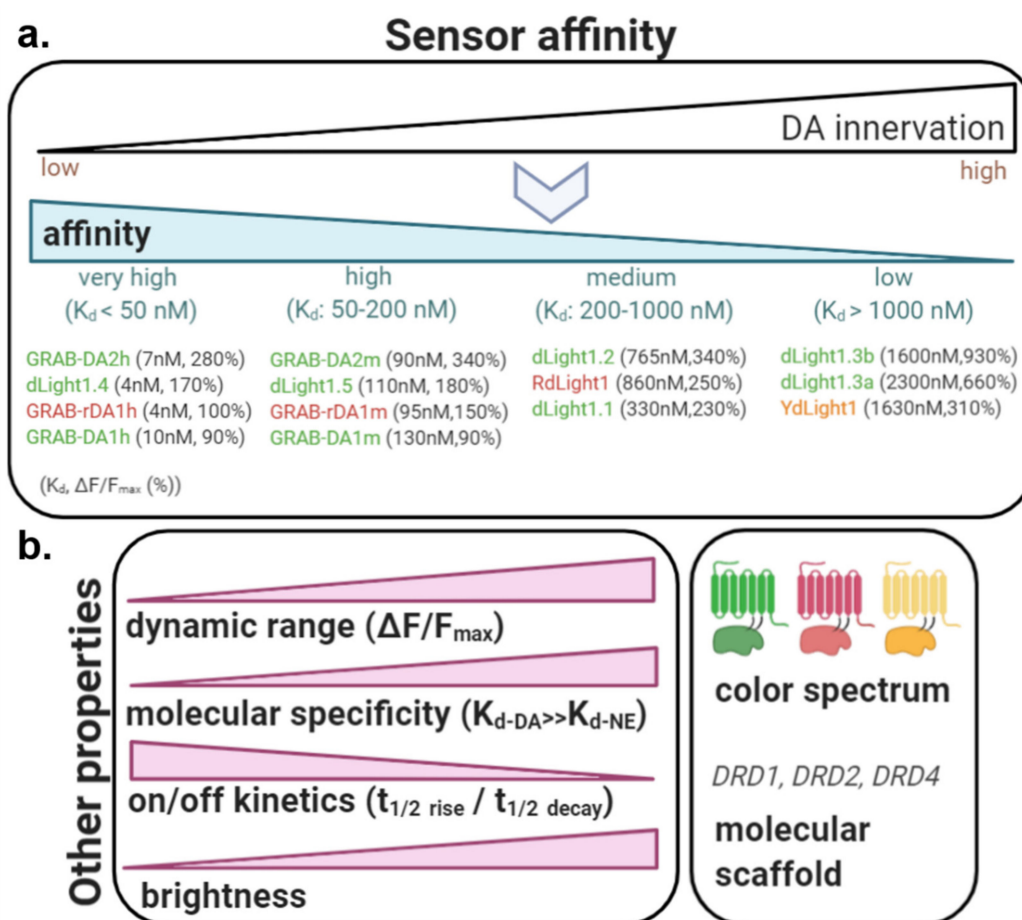 a.
Sensor affinity
DA innervation
low
high
affinity
very high
(Kd < 50 nM)
high
(Kd: 50-200 nM)
medium
(Kd: 200-1000 nM)
low
(Kd > 1000 nM)
GRAB-DA2h (7nM, 280%)
dLight1.4 (4nM, 170%)
GRAB-rDA1h (4nM, 100%)
GRAB-DA1h (10nM, 90%)
GRAB-DA2m (90nM, 340%)
dLight1.5 (110nM, 180%)
GRAB-rDA1m (95nM,150%)
GRAB-DA1m (130nM,90%)
dLight1.2 (765nM,340%)
RdLight1 (860nM,250%)
dLight1.1 (330nM,230%)
dLight1.3b (1600nM,930%)
dLight1.3a (2300nM,660%)
YdLight1 (1630nM,310%)
(Kd, ΔF/Fmax (%))
b.
Other properties
dynamic range (ΔF/Fmax)
molecular specificity (Kd-DA>>Kd-NE)
on/off kinetics (t1/2 rise / t1/2 decay)
brightness
color spectrum
DRD1, DRD2, DRD4
molecular
scaffold